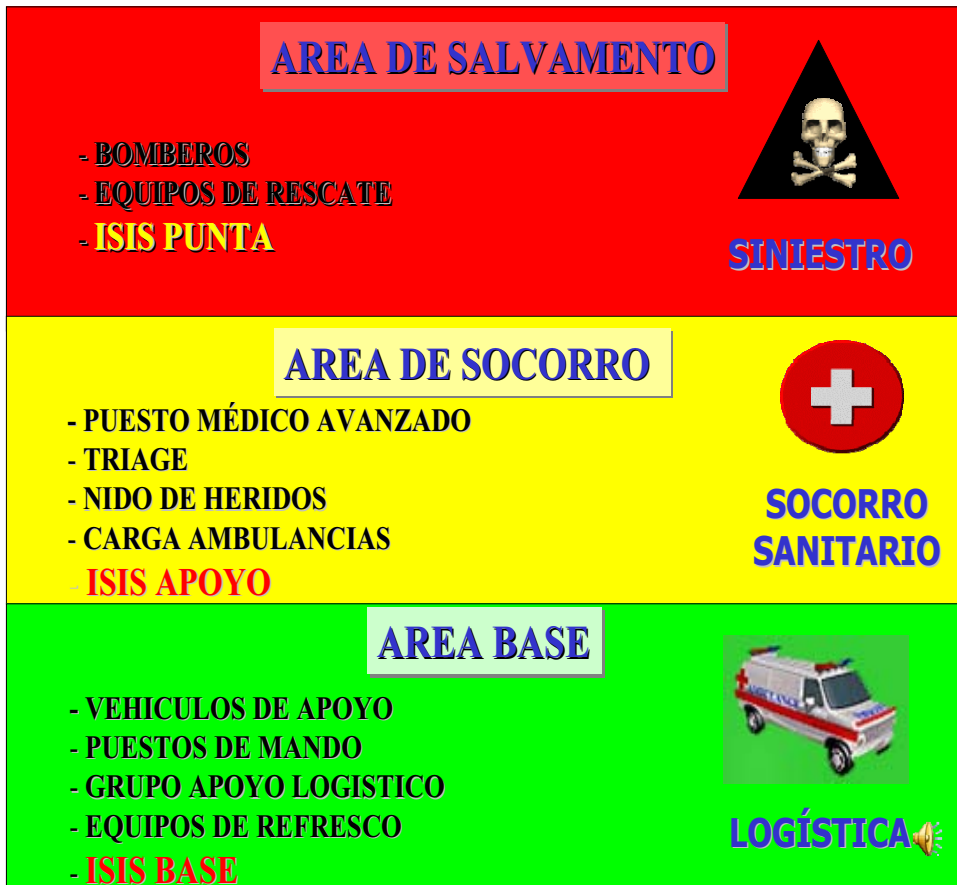 AREA DE SALVAMENTO
- BOMBEROS
- EQUIPOS DE RESCATE
- ISIS PUNTA
SINIESTRO
AREA DE SOCORRO
- PUESTO MÉDICO AVANZADO
- TRIAGE
- NIDO DE HERIDOS
- CARGA AMBULANCIAS
- ISIS APOYO
SOCORRO
SANITARIO
AREA BASE
- VEHICULOS DE APOYO
- PUESTOS DE MANDO
- GRUPO APOYO LOGISTICO
- EQUIPOS DE REFRESCO
- ISIS BASE
AMBULANCE
LOGÍSTICA